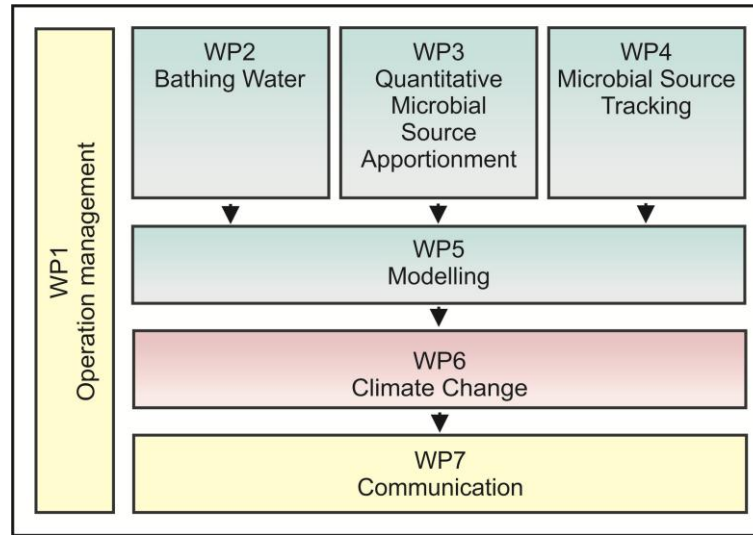 WP1
Operation management
WP2
Bathing Water
WP3
Quantitative
Microbial
Source
Apportionment
WP4
Microbial Source
Tracking
WP5
Modelling
WP6
Climate Change
WP7
Communication